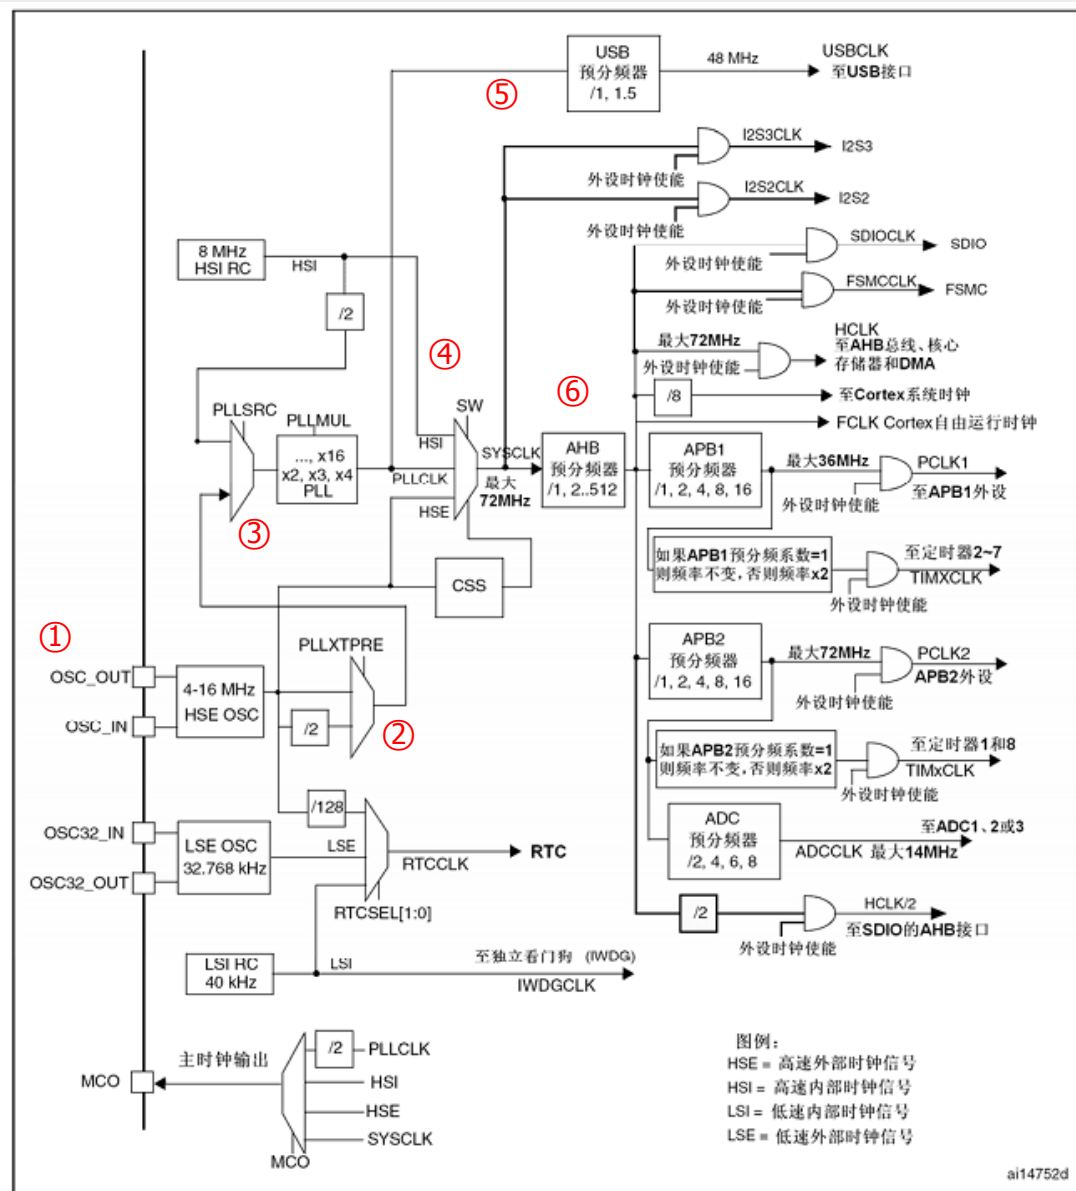 USB
预分频器
/1, 1.5
48 MHz
USBCLK
至USB接口
⑤
I2S3CLK
I2S3
外设时钟使能
I2S2CLK
I2S2
外设时钟使能
8 MHz
HSI RC
HSI
/2
SDIOCLK
SDIO
外设时钟使能
FSMCCLK
FSMC
外设时钟使能
最大72MHz
HCLK
至AHB总线、核心
存储器和DMA
外设时钟使能
/8
至Cortex系统时钟
FCLK Cortex自由运行时钟
④
⑥
PLLSRC
PLLMUL
..., x16
x2, x3, x4
PLL
③
SW
HSI
PLLCLK
HSE
SYSCLK
最大
72MHz
AHB
预分频器
/1, 2..512
APB1
预分频器
/1, 2, 4, 8, 16
最大36MHz
PCLK1
至APB1外设
外设时钟使能
如果APB1预分频系数=1
则频率不变，否则频率x2
至定时器2~7
TIMXCLK
外设时钟使能
CSS
①
OSC_OUT
OSC_IN
4-16 MHz
HSE OSC
PLLXTPRE
/2
②
APB2
预分频器
/1, 2, 4, 8, 16
最大72MHz
PCLK2
APB2外设
外设时钟使能
如果APB2预分频系数=1
则频率不变，否则频率x2
至定时器1和8
TIMxCLK
外设时钟使能
/128
OSC32_IN
OSC32_OUT
LSE OSC
32.768 kHz
LSE
RTCCLK
RTC
RTCSEL[1:0]
ADC
预分频器
/2, 4, 6, 8
至ADC1、2或3
ADCCLK 最大14MHz
/2
HCLK/2
至SDIO的AHB接口
外设时钟使能
LSI RC
40 kHz
LSI
至独立看门狗 (IWDG)
IWDGCLK
MCO
主时钟输出
/2
PLLCLK
HSI
HSE
SYSCLK
MCO
图例：
HSE = 高速外部时钟信号
HSI = 高速内部时钟信号
LSI = 低速内部时钟信号
LSE = 低速外部时钟信号
ai14752d